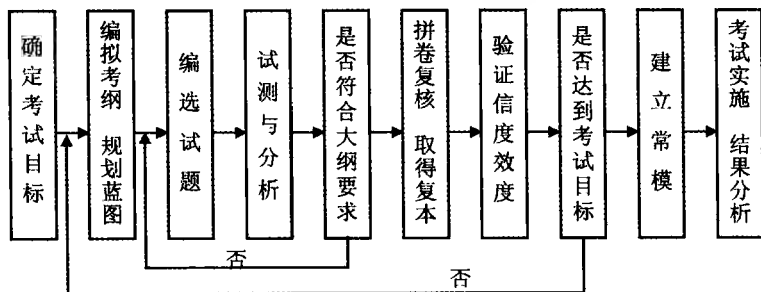 确定考试目标
编拟考纲 规划蓝图
编选试题
试测与分析
是否符合大纲要求
拼卷复核 取得复本
验证信度效度
是否达到考试目标
建立常模
考试实施 结果分析
否
否